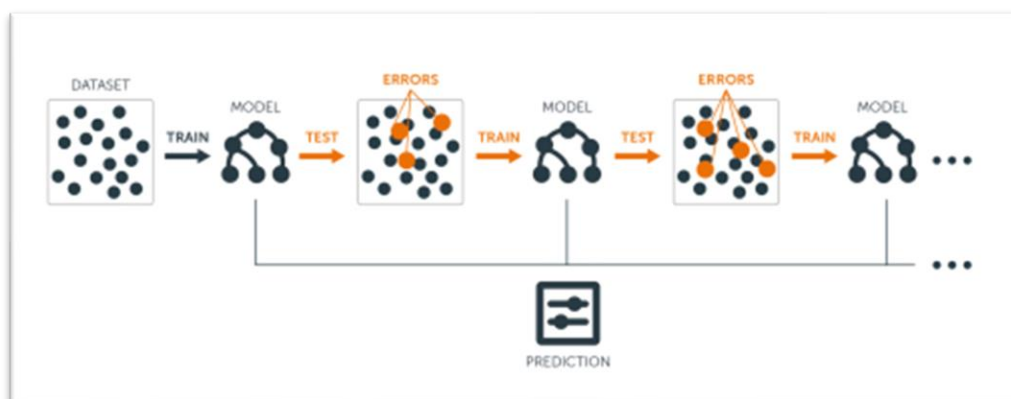 DATASET
MODEL
ERRORS
MODEL
ERRORS
MODEL
TRAIN
TEST
TRAIN
TEST
TRAIN
PREDICTION